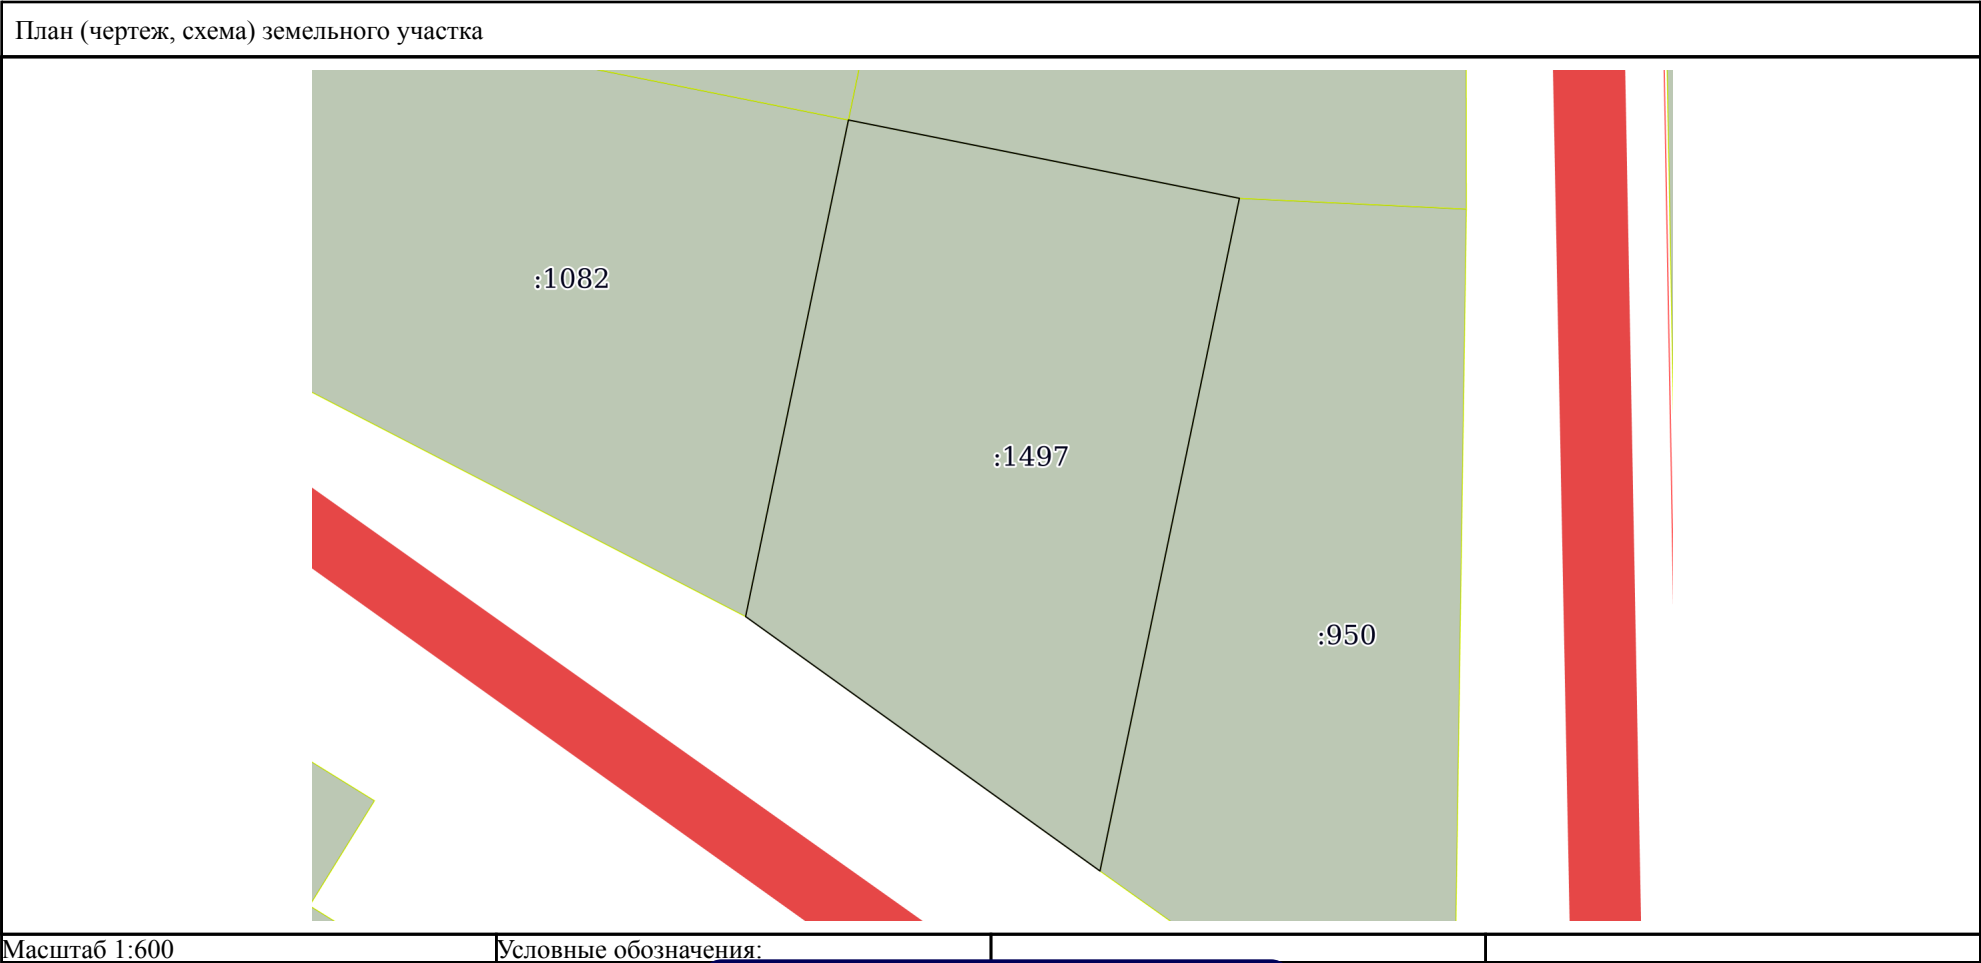 План (чертеж, схема) земельного участка
:1082
:1497
:950
Масштаб 1:600
Условные обозначения: